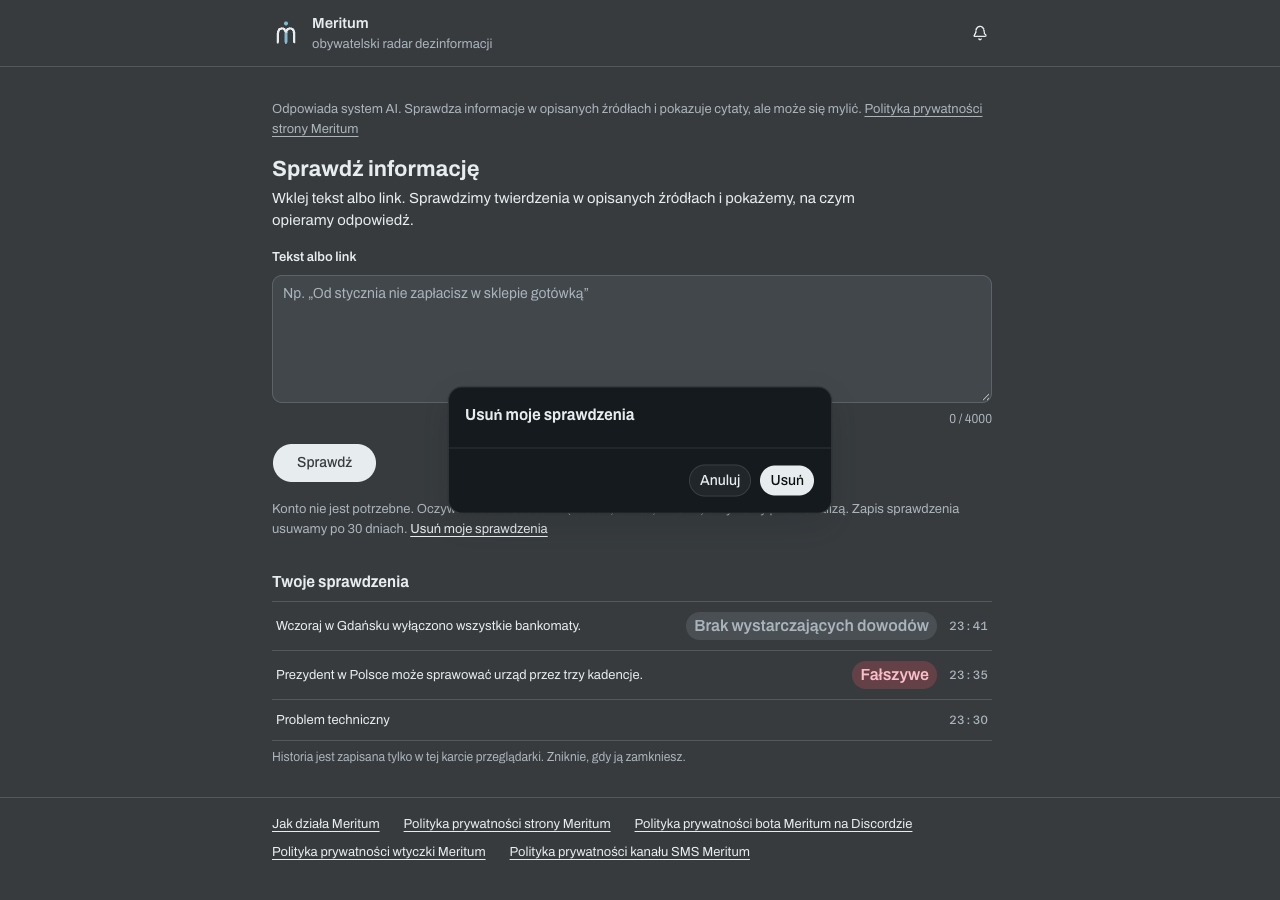 Meritum
obywatelski radar dezinformacji
Odpowiada system AI. Sprawdza informacje w opisanych źródłach i pokazuje cytaty, ale może się mylić. Polityka prywatności
strony Meritum
Sprawdź informację
Wklej tekst albo link. Sprawdzimy twierdzenia w opisanych źródłach i pokażemy, na czym
opieramy odpowiedź.
Tekst albo link
Np. „Od stycznia nie zapłacisz w sklepie gotówką”
0 / 4000
Usuń moje sprawdzenia
Anuluj
Usuń
Sprawdź
Konto nie jest potrzebne. Zapis sprawdzenia
usuwamy po 30 dniach. Usuń moje sprawdzenia
Twoje sprawdzenia
Wczoraj w Gdańsku wyłączono wszystkie bankomaty. Brak wystarczających dowodów 23:41
Prezydent w Polsce może sprawować urząd przez trzy kadencje. Fałszywe 23:35
Problem techniczny 23:30
Historia jest zapisana tylko w tej karcie przeglądarki. Zniknie, gdy ją zamkniesz.
Jak działa Meritum Polityka prywatności strony Meritum Polityka prywatności bota Meritum na Discordzie
Polityka prywatności wtyczki Meritum Polityka prywatności kanału SMS Meritum